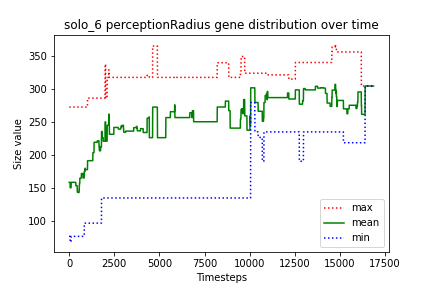 solo_6 perceptionRadius gene distribution over time
Size value
350
300
250
200
150
100
0
2500
5000
7500
10000
12500
15000
17500
Timesteps
max
mean
min